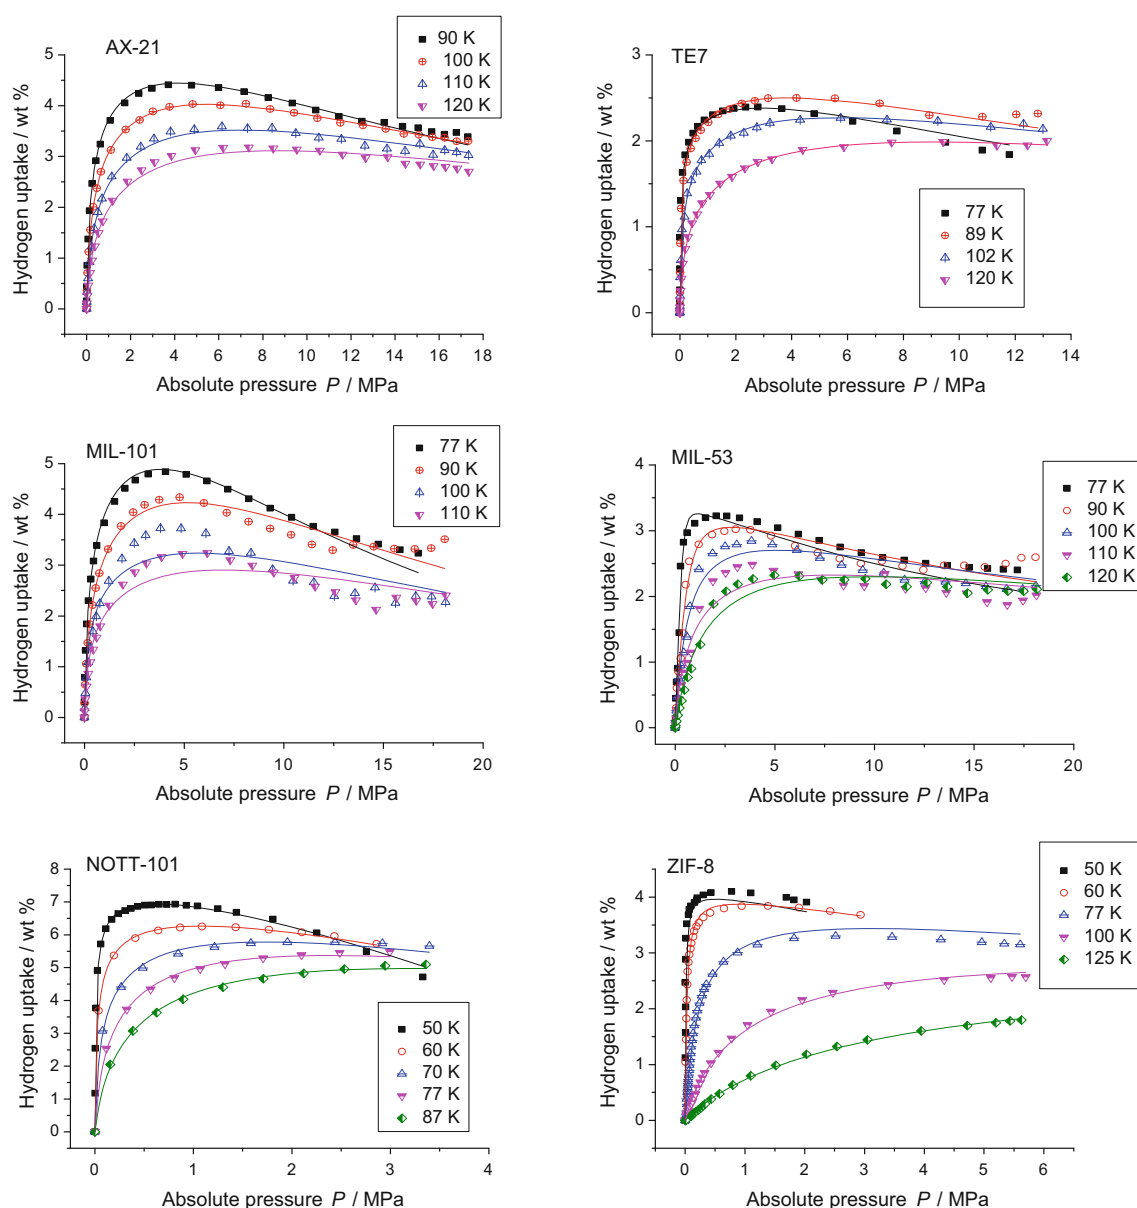 AX-21
90 K
100 K
110 K
120 K
Hydrogen uptake / wt %
5
4
3
2
1
0
0 2 4 6 8 10 12 14 16 18
Absolute pressure P / MPa
TE7
77 K
89 K
102 K
120 K
Hydrogen uptake / wt %
3
2
1
0
0 2 4 6 8 10 12 14
Absolute pressure P / MPa
MIL-101
77 K
90 K
100 K
110 K
Hydrogen uptake / wt %
5
4
3
2
1
0
0 5 10 15 20
Absolute pressure P / MPa
MIL-53
77 K
90 K
100 K
110 K
120 K
Hydrogen uptake / wt %
4
3
2
1
0
0 5 10 15 20
Absolute pressure P / MPa
NOTT-101
50 K
60 K
70 K
77 K
87 K
Hydrogen uptake / wt %
8
7
6
5
4
3
2
1
0
0 1 2 3 4
Absolute pressure P / MPa
ZIF-8
50 K
60 K
77 K
100 K
125 K
Hydrogen uptake / wt %
5
4
3
2
1
0
0 1 2 3 4 5 6
Absolute pressure P / MPa